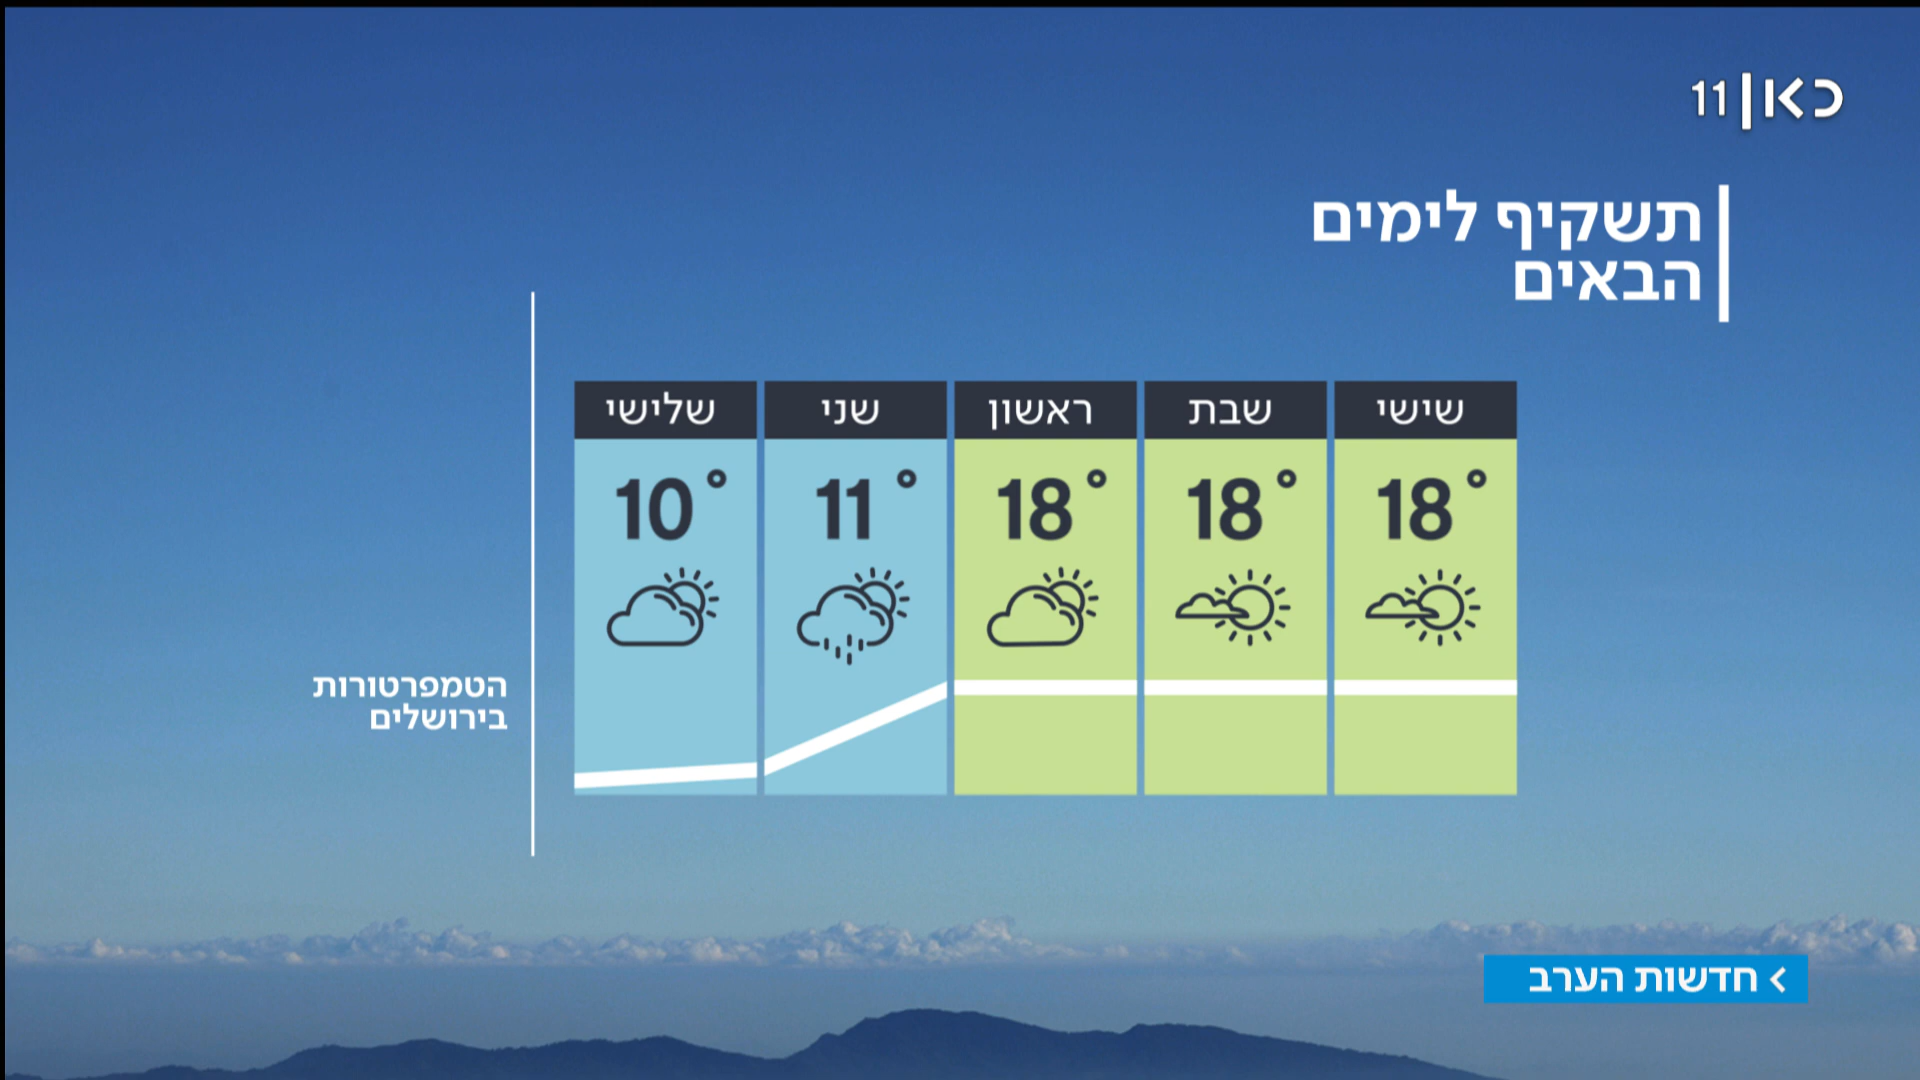 כאן 11
תשקיף לימים
הבאים
שישי
שבת
ראשון
שני
שלישי
18°
18°
18°
11°
10°
הטמפרטורות
בירושלים
חדשות הערב